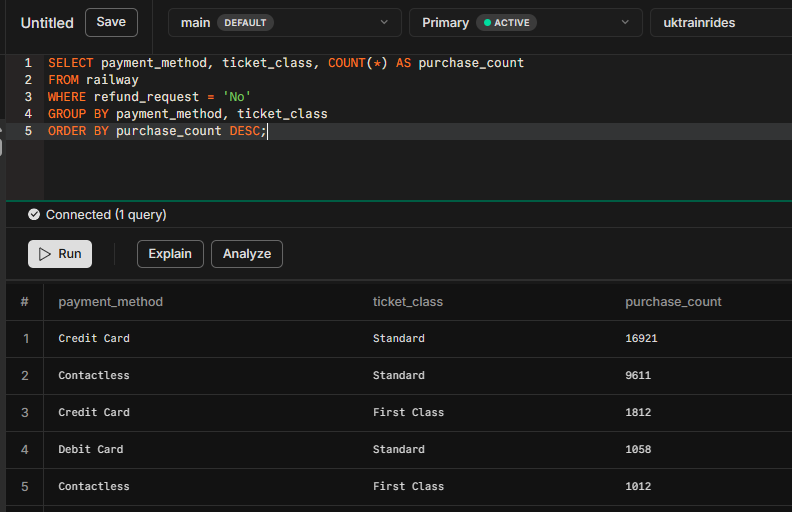 Untitled Save main DEFAULT Primary ACTIVE uktrainrides
1 SELECT payment_method, ticket_class, COUNT(*) AS purchase_count
2 FROM railway
3 WHERE refund_request = 'No'
4 GROUP BY payment_method, ticket_class
5 ORDER BY purchase_count DESC;
Connected (1 query)
Run Explain Analyze
# payment_method ticket_class purchase_count
1 Credit Card Standard 16921
2 Contactless Standard 9611
3 Credit Card First Class 1812
4 Debit Card Standard 1058
5 Contactless First Class 1012